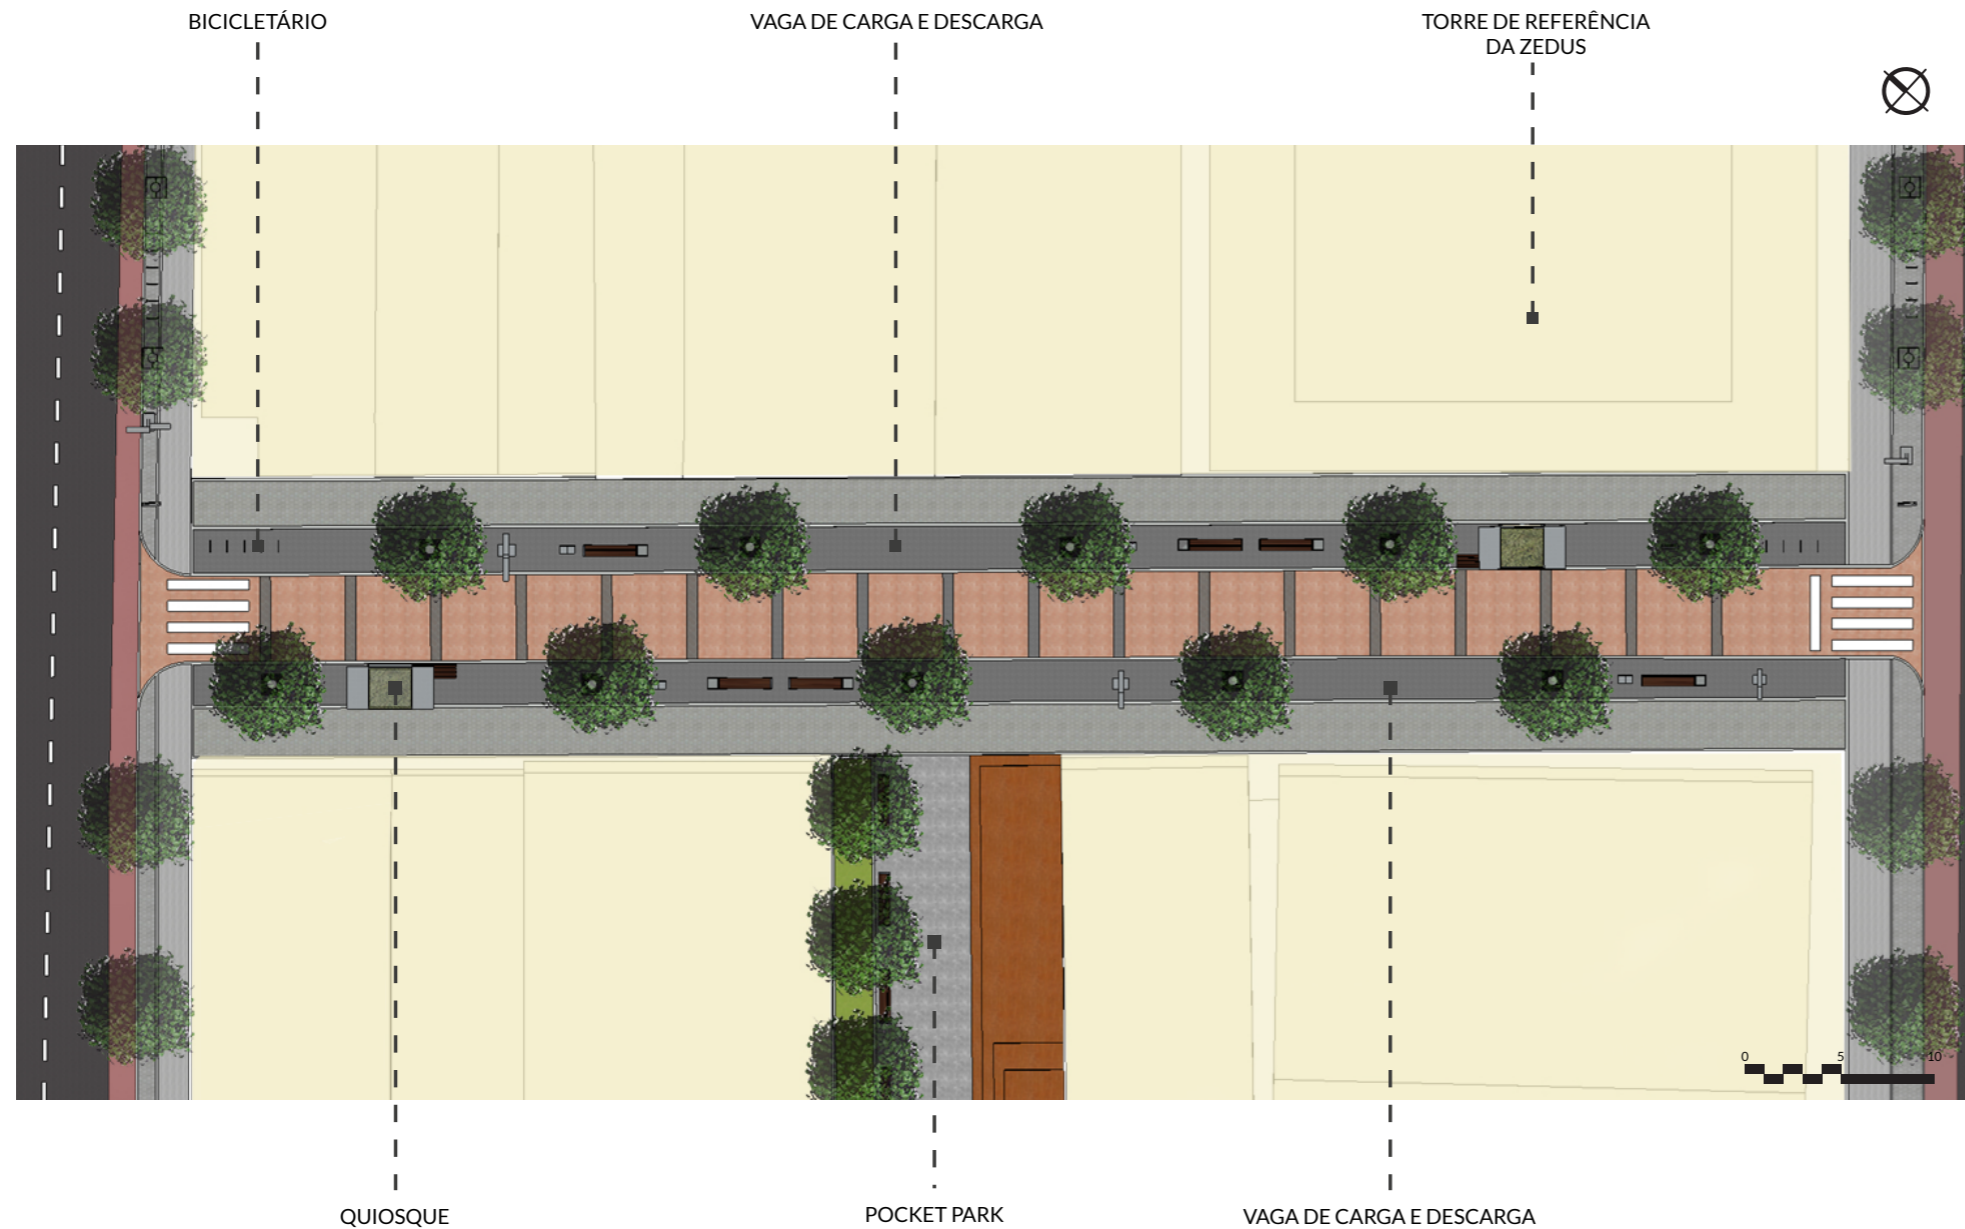 BICICLETÁRIO
VAGA DE CARGA E DESCARGA
TORRE DE REFERÊNCIA
DA ZEDUS
0 5 10
QUIOSQUE
POCKET PARK
VAGA DE CARGA E DESCARGA